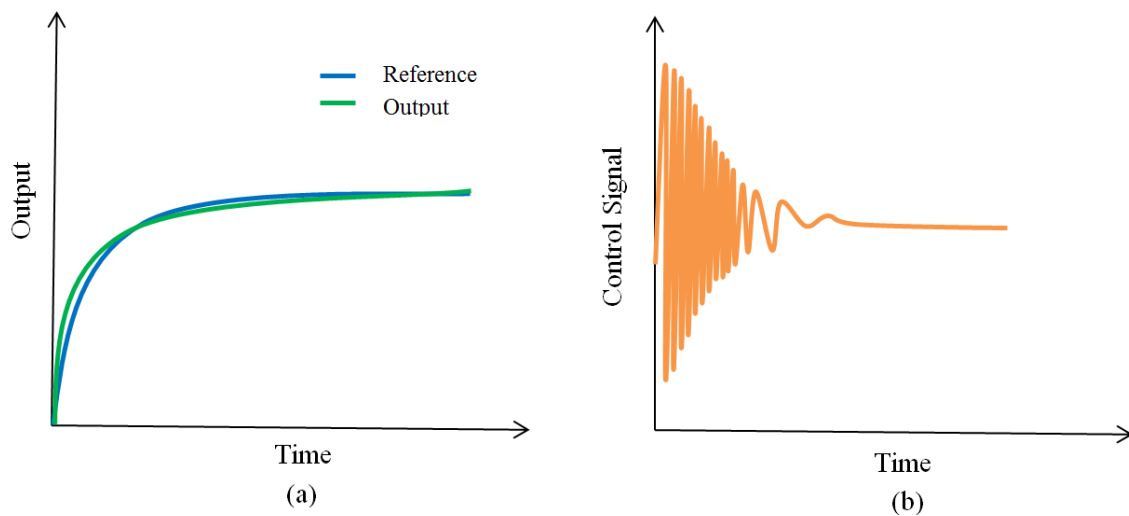 Reference
Output
Output
Time
(a)
Control Signal
Time
(b)